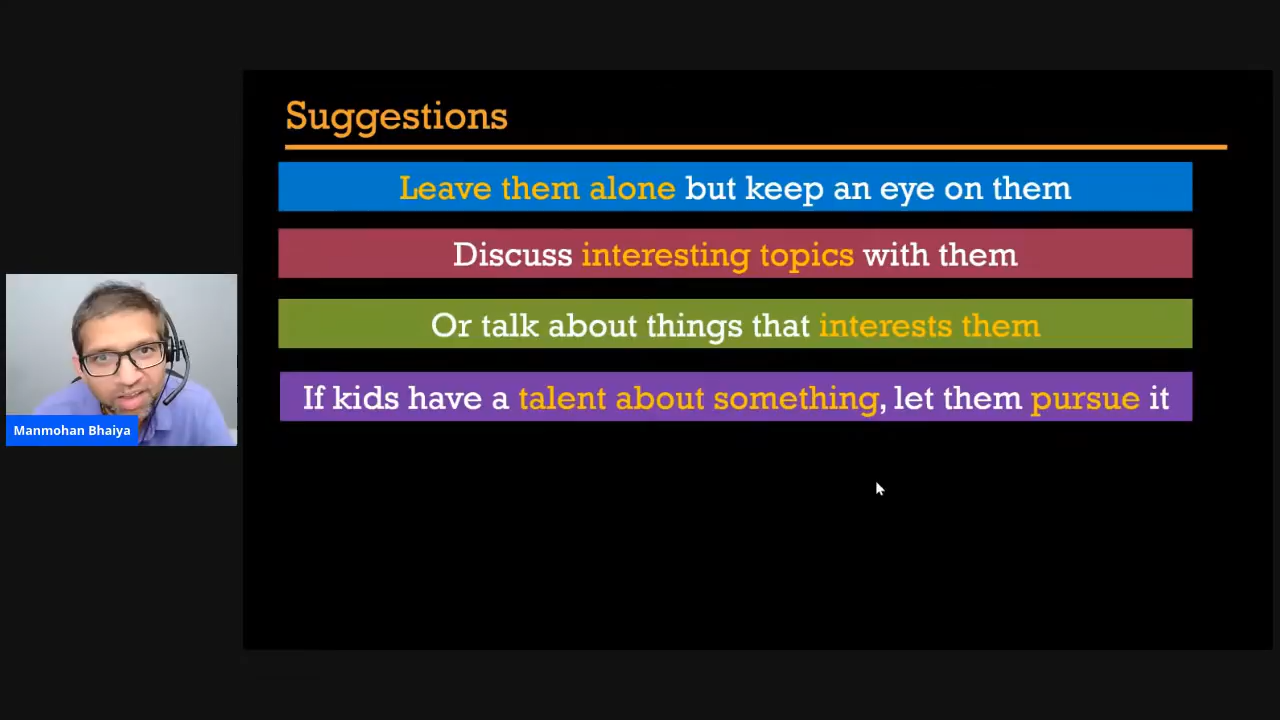 Suggestions
Leave them alone but keep an eye on them
Discuss interesting topics with them
Or talk about things that interests them
If kids have a talent about something, let them pursue it
Manmohan Bhaiya